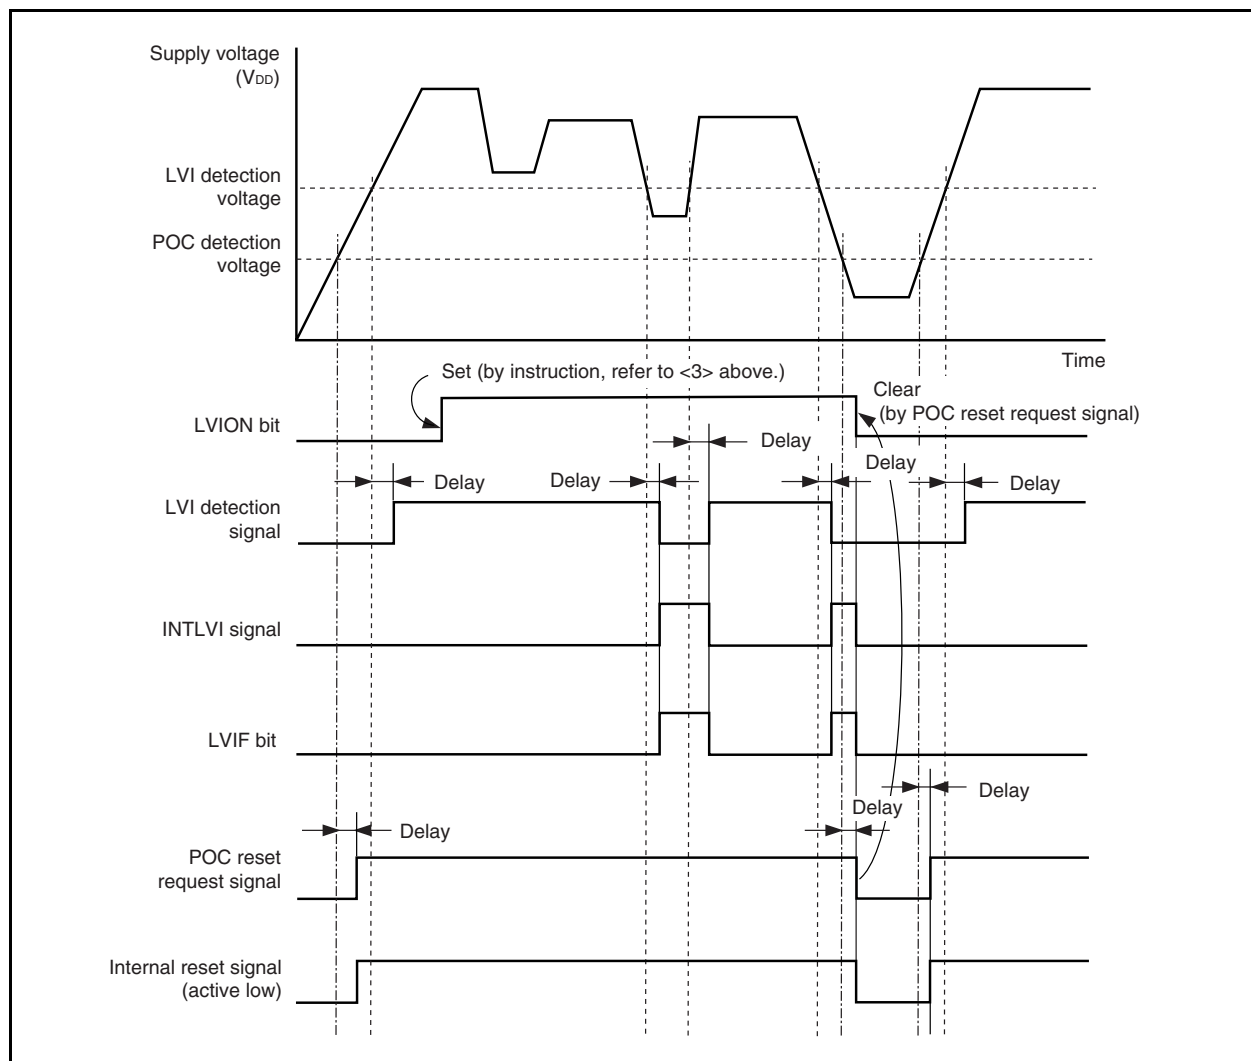 Supply voltage
(VDD)
LVI detection
voltage
POC detection
voltage
Time
Set (by instruction, refer to <3> above.)
Clear
(by POC reset request signal)
LVION bit
Delay
Delay
Delay
Delay
Delay
LVI detection
signal
INTLVI signal
LVIF bit
Delay
Delay
Delay
POC reset
request signal
Internal reset signal
(active low)